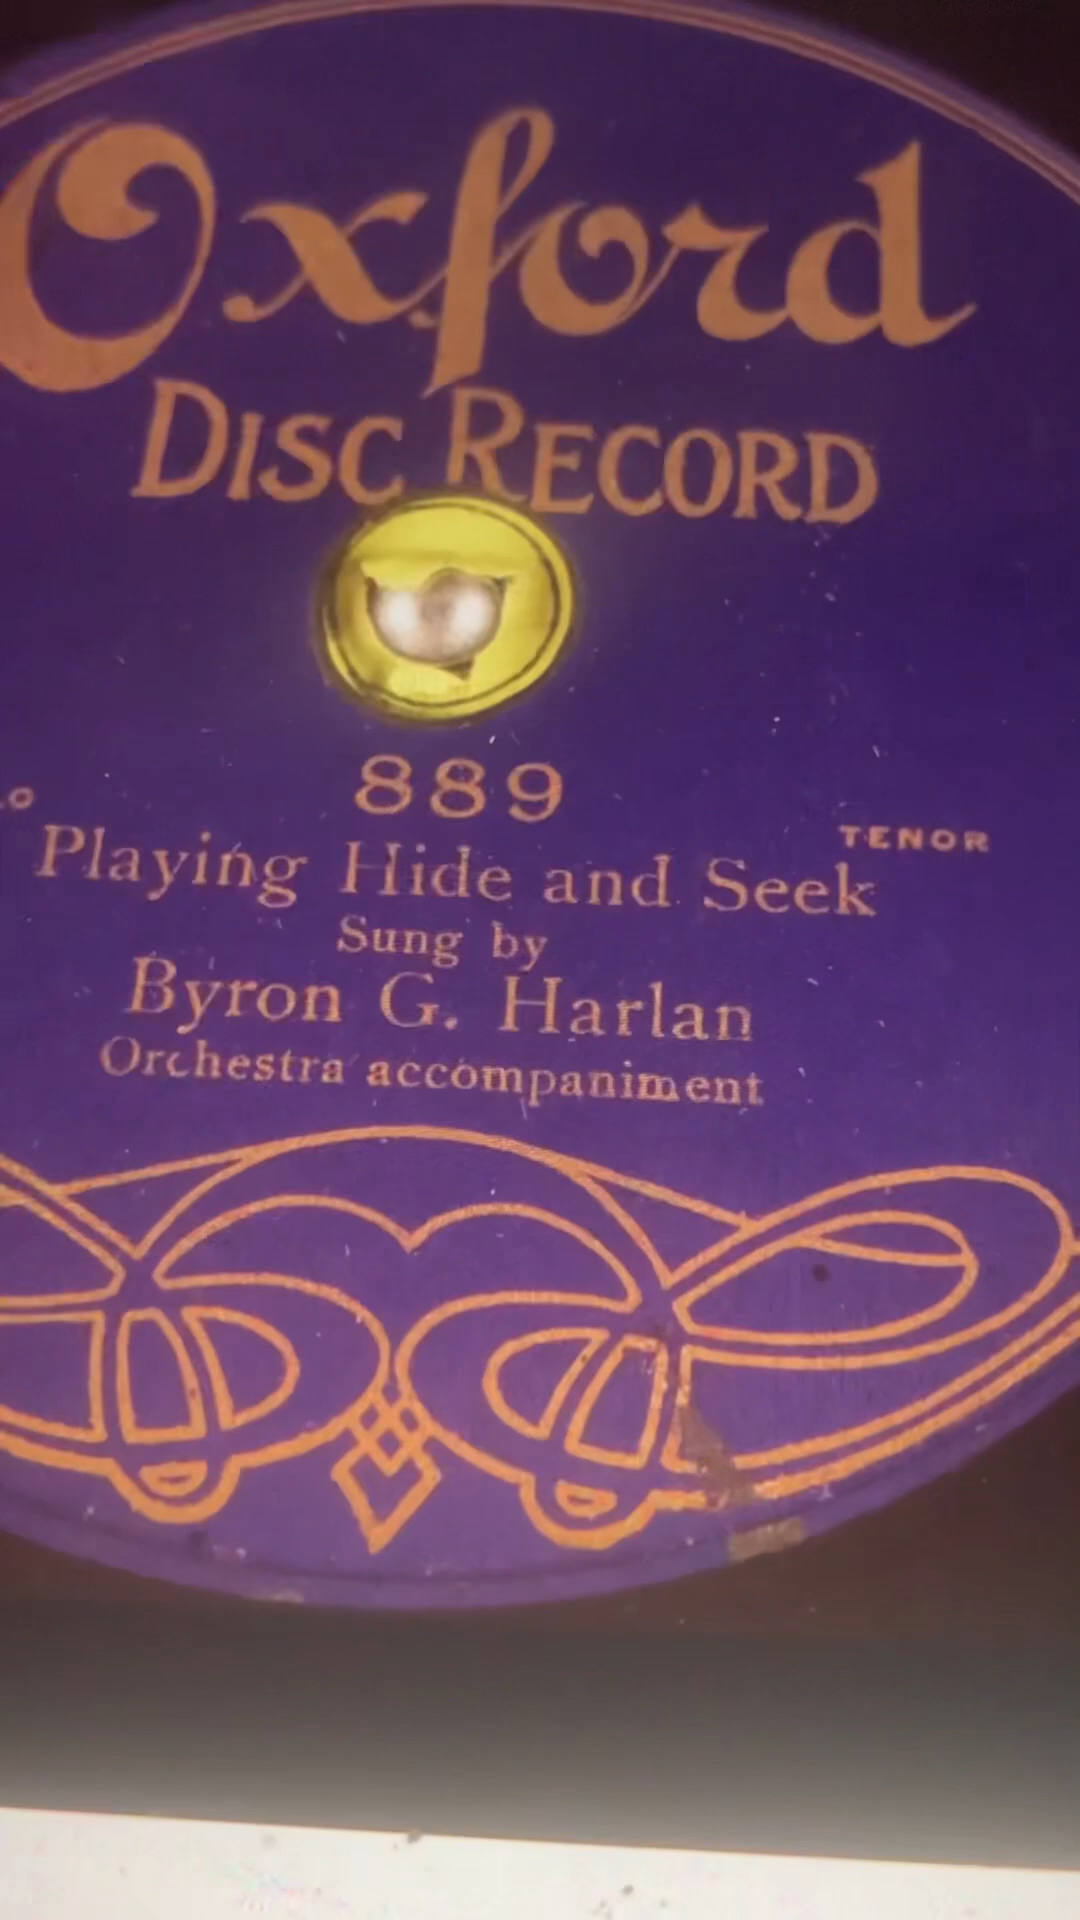 Oxford
DISC RECORD
889
TENOR
Playing Hide and Seek
Sung by
Byron G. Harlan
Orchestra accompaniment